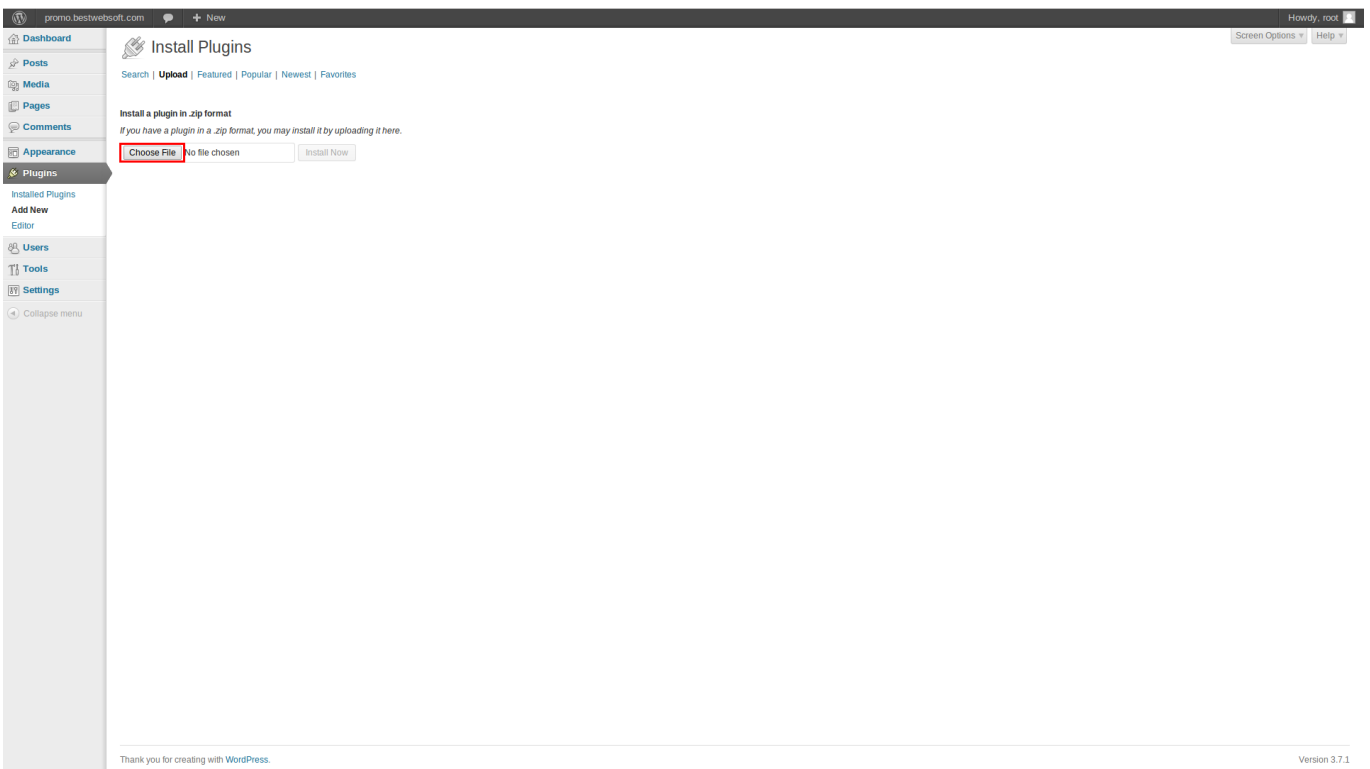 promo.bestwebsoft.com + New Howdy, root
Screen Options Help
Dashboard
Posts
Media
Pages
Comments
Appearance
Plugins
Installed Plugins
Add New
Editor
Users
Tools
Settings
Collapse menu
Install Plugins
Search | Upload | Featured | Popular | Newest | Favorites
Install a plugin in .zip format
If you have a plugin in a .zip format, you may install it by uploading it here.
Choose File No file chosen Install Now
Thank you for creating with WordPress. Version 3.7.1